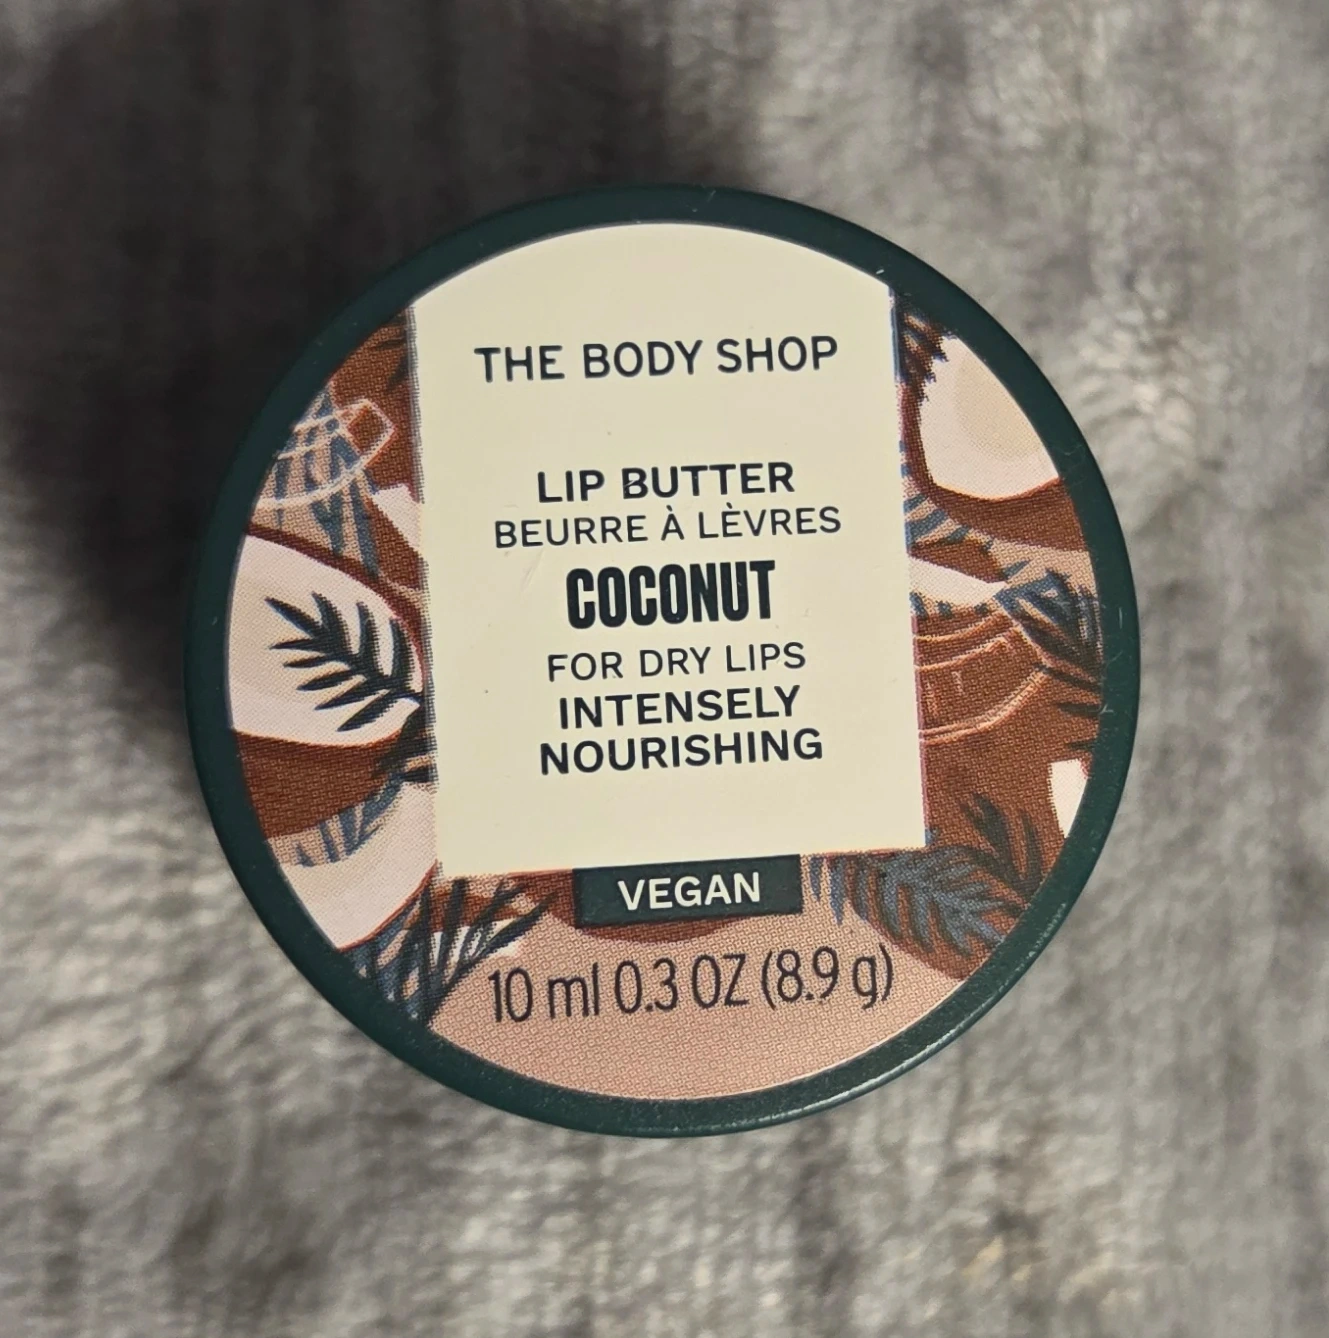 THE BODY SHOP
LIP BUTTER
BEURRE À LÈVRES
COCONUT
FOR DRY LIPS
INTENSELY
NOURISHING
VEGAN
10 ml 0.3 OZ (8.9 g)